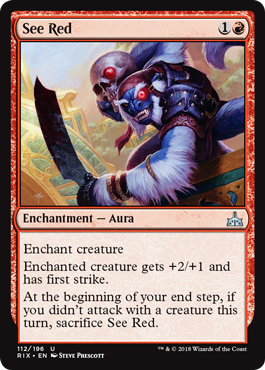 See Red 1
Enchantment — Aura
Enchant creature
Enchanted creature gets +2/+1 and
has first strike.
At the beginning of your end step, if
you didn't attack with a creature this
turn, sacrifice See Red.
112/196 U
RIX • EN STEVE PRESCOTT
™ & © 2018 Wizards of the Coast